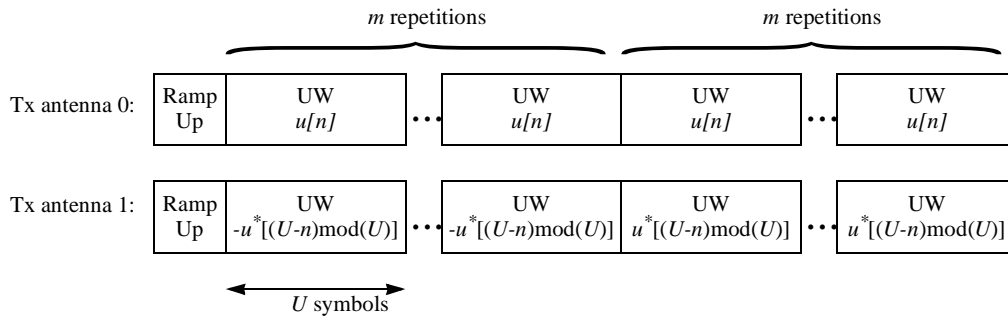 m repetitions m repetitions
Tx antenna 0: Ramp Up UW u[n] ••• UW u[n] UW u[n] ••• UW u[n]
Tx antenna 1: Ramp Up UW -u*[(U-n)mod(U)] ••• UW -u*[(U-n)mod(U)] UW u*[(U-n)mod(U)] ••• UW u*[(U-n)mod(U)]
U symbols